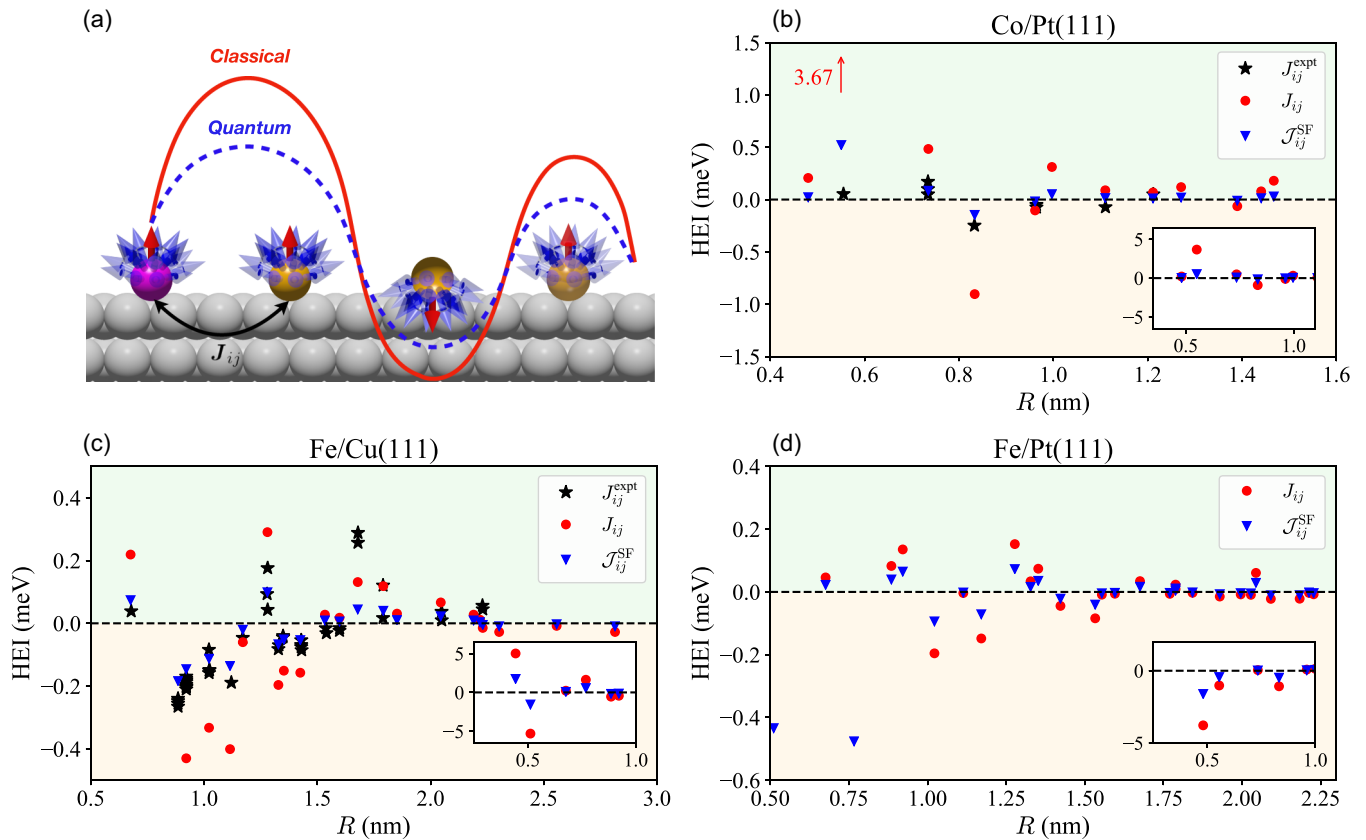 (a)
Classical
Quantum
J_ij
(b)
Co/Pt(111)
HEI (meV)
1.5
1.0
0.5
0.0
−0.5
−1.0
−1.5
3.67
J_ij^expt
J_ij
𝒥_ij^SF
5
0
−5
0.5 1.0
0.4 0.6 0.8 1.0 1.2 1.4 1.6
R (nm)
(c)
Fe/Cu(111)
HEI (meV)
0.4
0.2
0.0
−0.2
−0.4
J_ij^expt
J_ij
𝒥_ij^SF
5
0
−5
0.5 1.0
0.5 1.0 1.5 2.0 2.5 3.0
R (nm)
(d)
Fe/Pt(111)
HEI (meV)
0.4
0.2
0.0
−0.2
−0.4
−0.6
J_ij
𝒥_ij^SF
0
−5
0.5 1.0
0.50 0.75 1.00 1.25 1.50 1.75 2.00 2.25
R (nm)